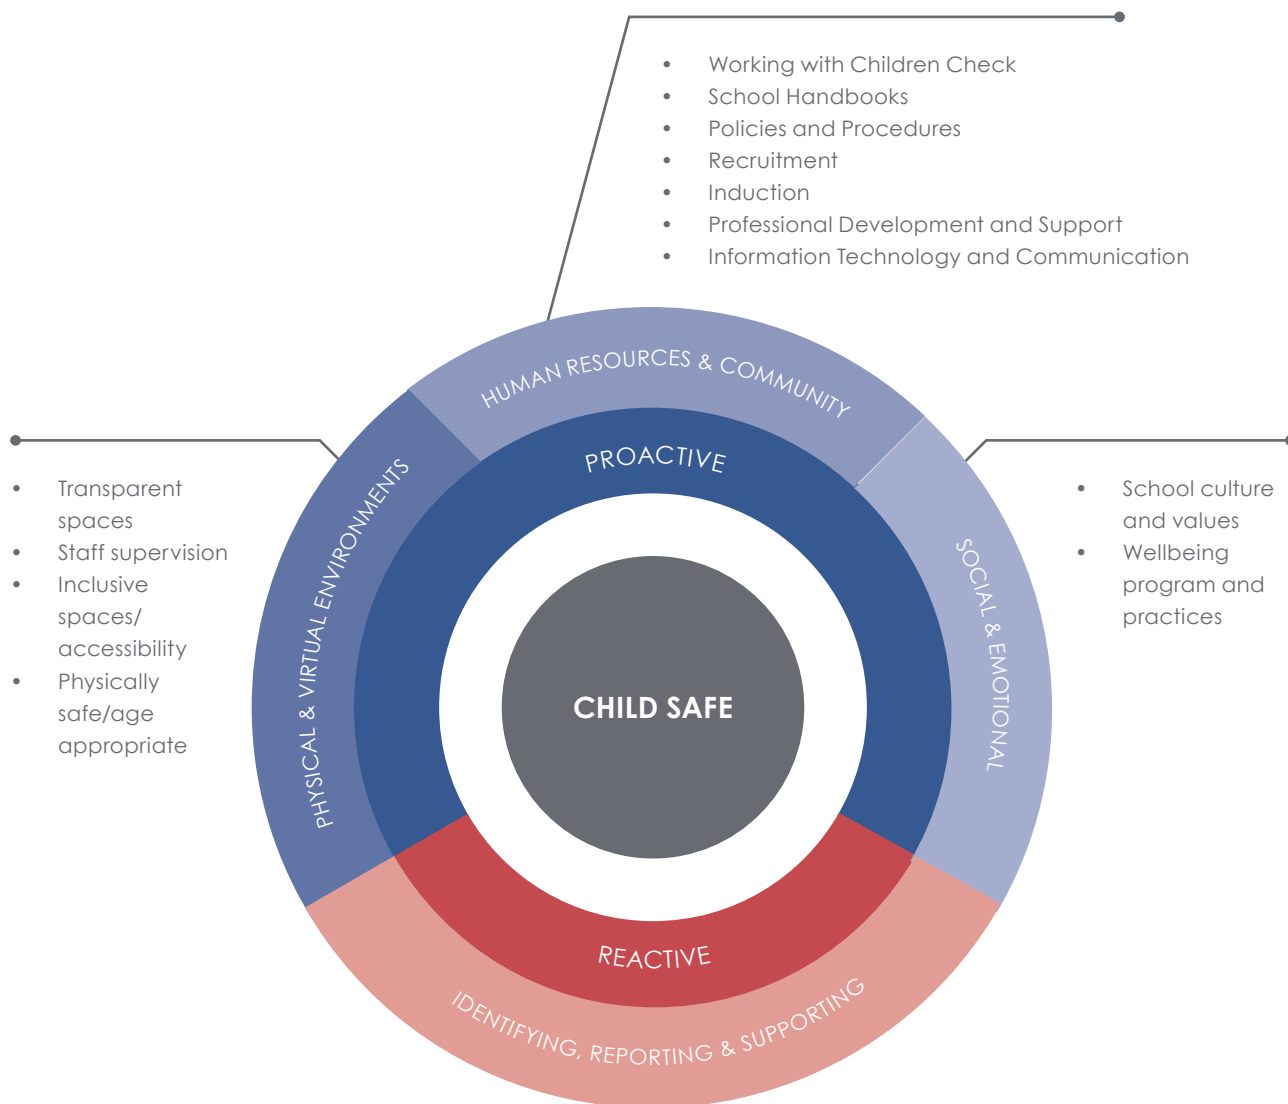 • Working with Children Check
• School Handbooks
• Policies and Procedures
• Recruitment
• Induction
• Professional Development and Support
• Information Technology and Communication
HUMAN RESOURCES & COMMUNITY
PROACTIVE
PHYSICAL & VIRTUAL ENVIRONMENTS
• Transparent
spaces
• Staff supervision
• Inclusive
spaces/
accessibility
• Physically
safe/age
appropriate
SOCIAL & EMOTIONAL
• School culture
and values
• Wellbeing
program and
practices
CHILD SAFE
REACTIVE
IDENTIFYING, REPORTING & SUPPORTING